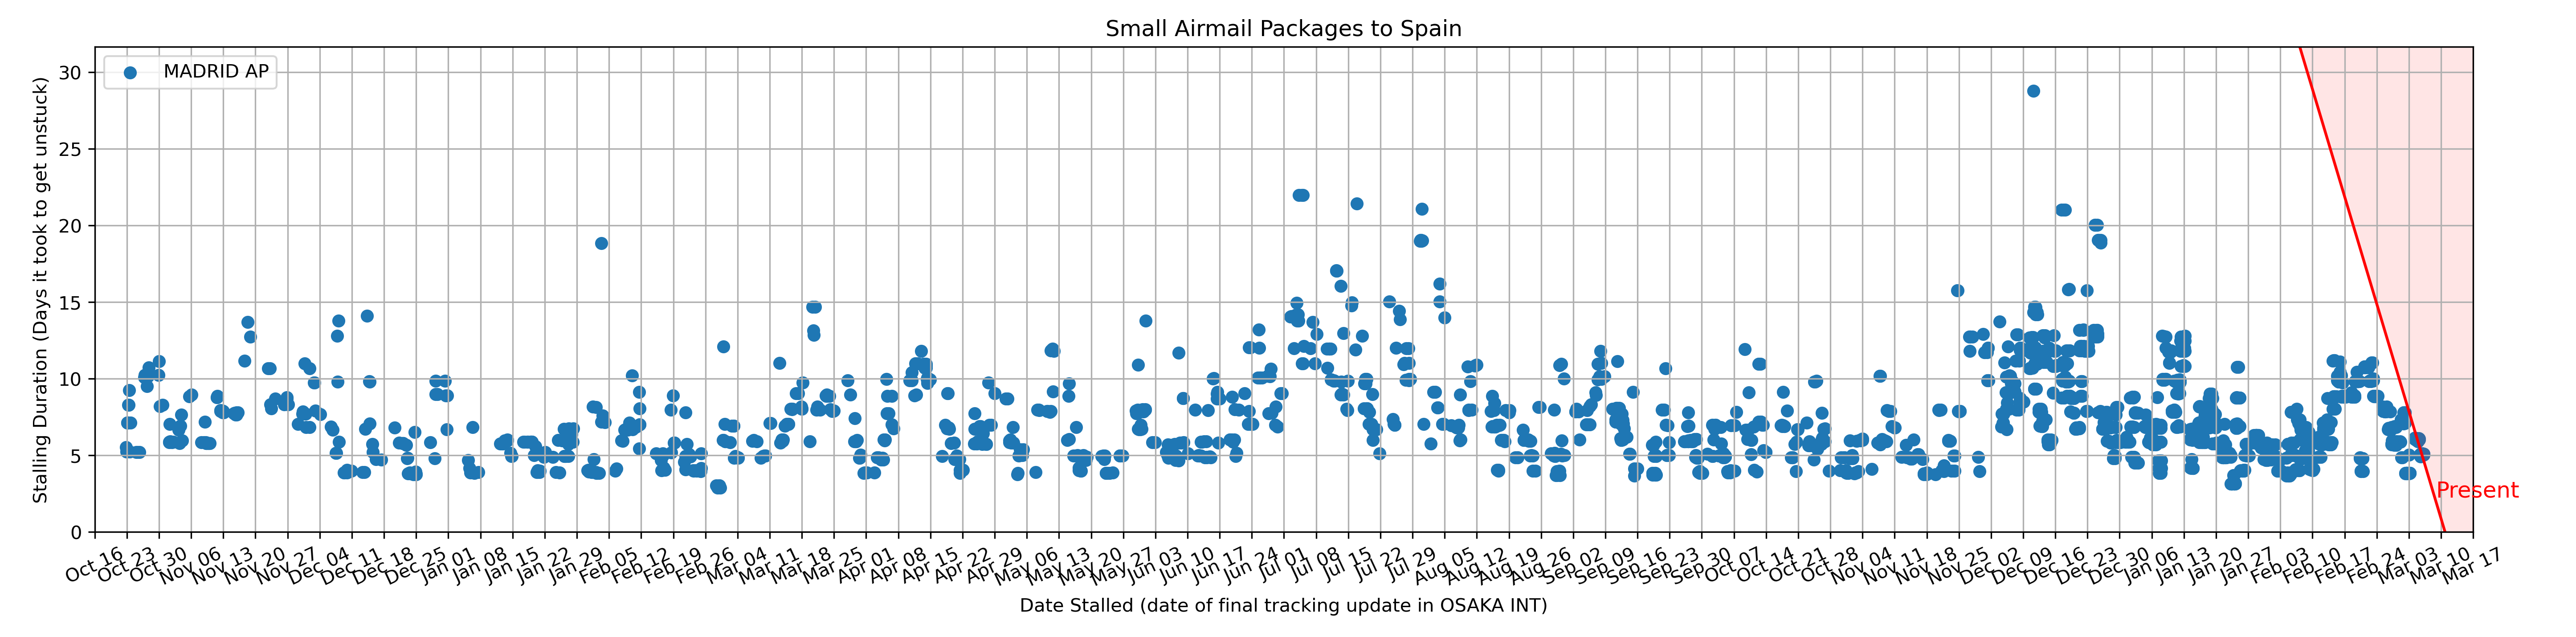 Small Airmail Packages to Spain
MADRID AP
Stalling Duration (Days it took to get unstuck)
30
25
20
15
10
5
0
Present
Oct 16
Oct 23
Oct 30
Nov 06
Nov 13
Nov 20
Nov 27
Dec 04
Dec 11
Dec 18
Dec 25
Jan 01
Jan 08
Jan 15
Jan 22
Jan 29
Feb 05
Feb 12
Feb 19
Feb 26
Mar 04
Mar 11
Mar 18
Mar 25
Apr 01
Apr 08
Apr 15
Apr 22
Apr 29
May 06
May 13
May 20
May 27
Jun 03
Jun 10
Jun 17
Jun 24
Jul 01
Jul 08
Jul 15
Jul 22
Jul 29
Aug 05
Aug 12
Aug 19
Aug 26
Sep 02
Sep 09
Sep 16
Sep 23
Sep 30
Oct 07
Oct 14
Oct 21
Oct 28
Nov 04
Nov 11
Nov 18
Nov 25
Dec 02
Dec 09
Dec 16
Dec 23
Dec 30
Jan 06
Jan 13
Jan 20
Jan 27
Feb 03
Feb 10
Feb 17
Feb 24
Mar 03
Mar 10
Mar 17
Date Stalled (date of final tracking update in OSAKA INT)